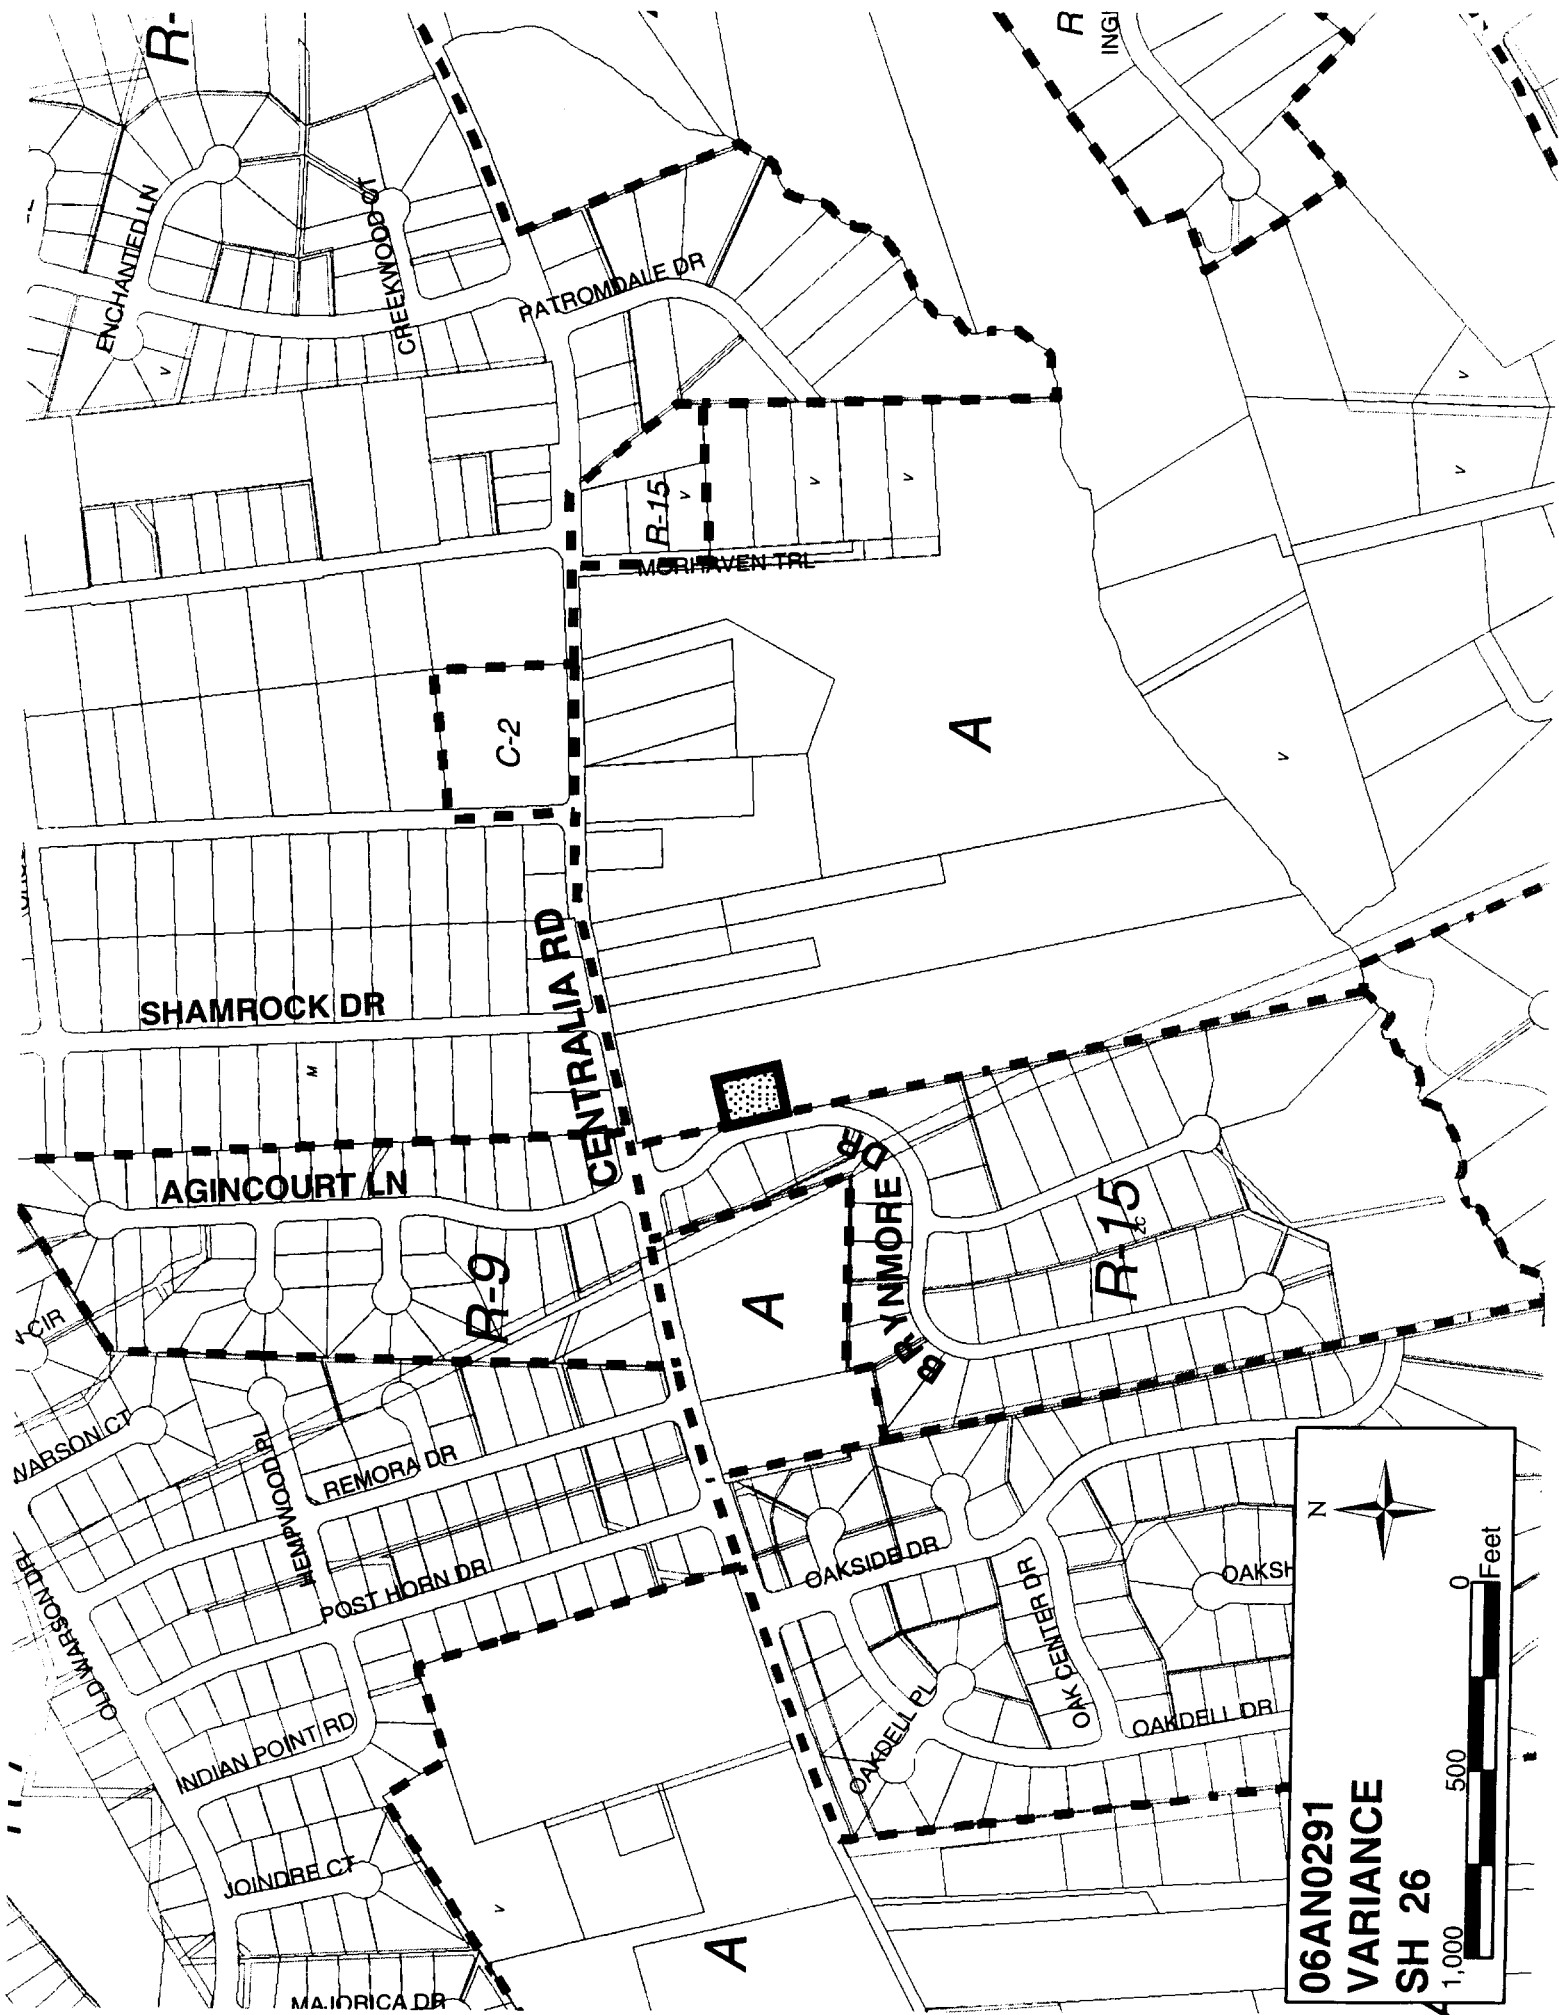 R-
R
ING
ENCHANTED LN
CREEKWOOD CT
PATROMDALE DR
V
V
V
R-15
V
V
V
V
MORHAVEN TRL
C-2
A
V
CENTRALIA RD
SHAMROCK DR
M
AGINCOURT LN
R-9
A
BRYNMORE DR
R-15
2C
N CIR
WARSON CT
HEMPWOOD PL
REMORA DR
POST HORN DR
OLD WARSON DR
INDIAN POINT RD
JOINDRE CT
MAJORICA DR
V
A
OAKSIDE DR
OAK CENTER DR
OAKSH
OAKDELL PL
OAKDELL DR
06AN0291
VARIANCE
SH 26
N
1,000 500 0
Feet